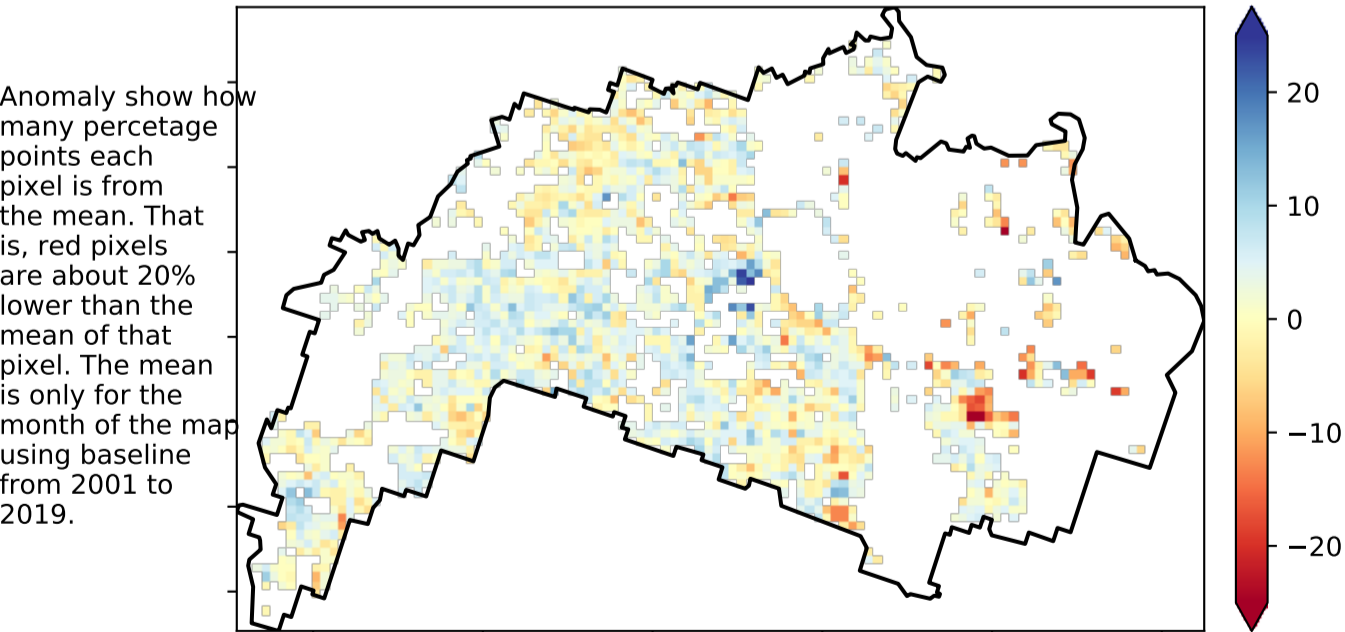 Anomaly show how
many percetage
points each
pixel is from
the mean. That
is, red pixels
are about 20%
lower than the
mean of that
pixel. The mean
is only for the
month of the map
using baseline
from 2001 to
2019.
20
10
0
−10
−20